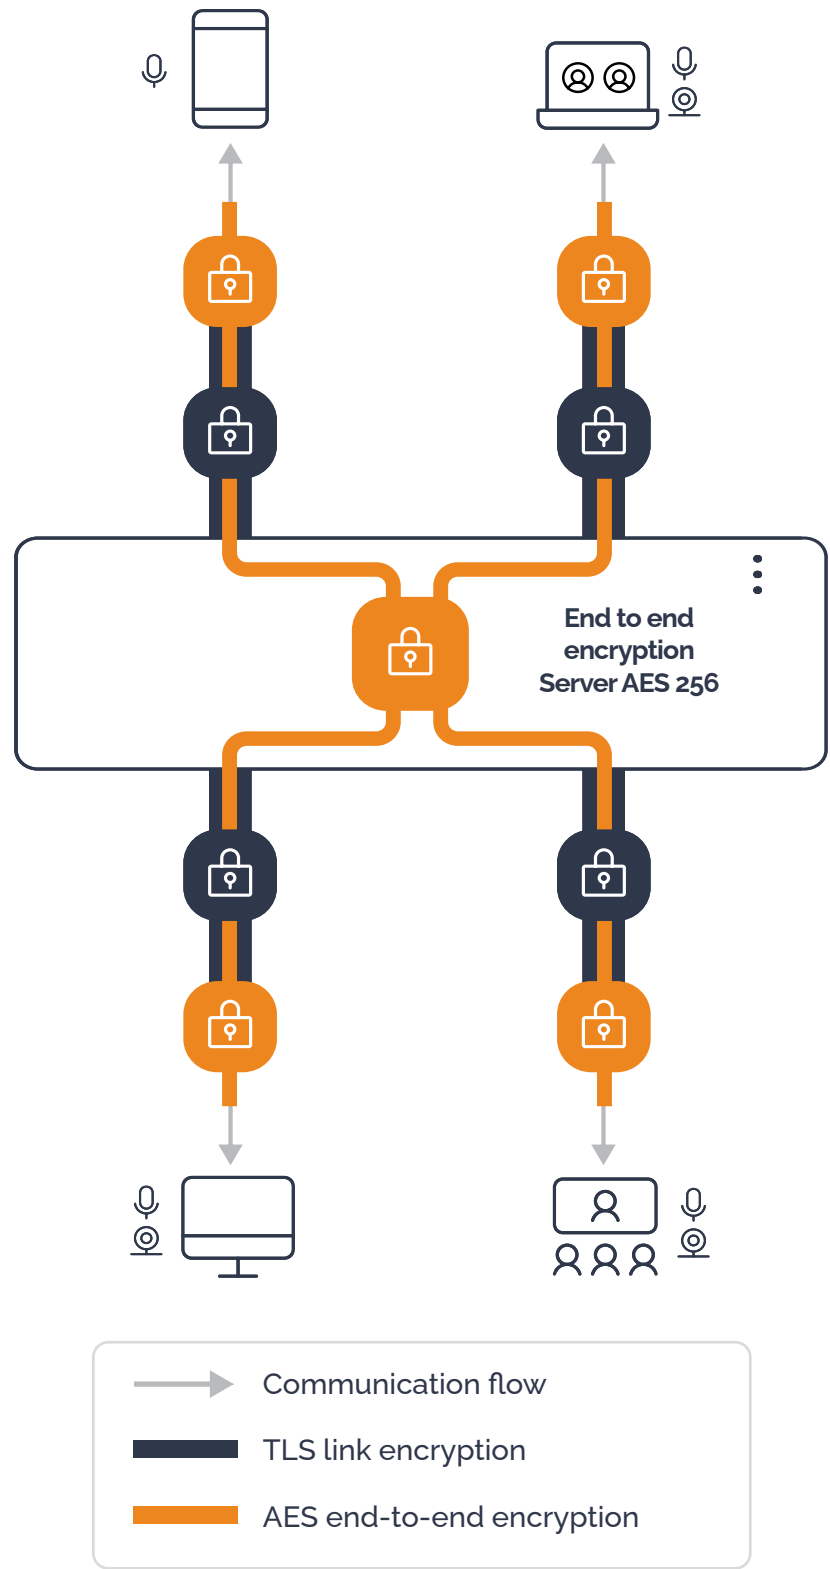 End to end
encryption
Server AES 256
Communication flow
TLS link encryption
AES end-to-end encryption